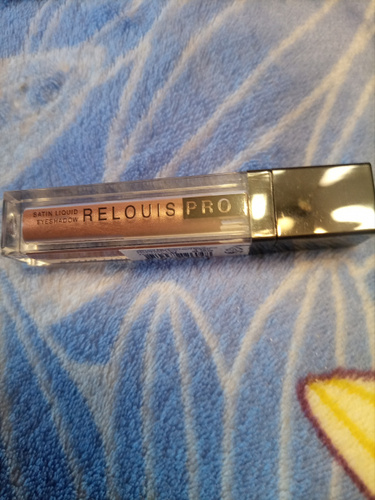 SATIN LIQUID
EYESHADOW
RELOUIS PRO